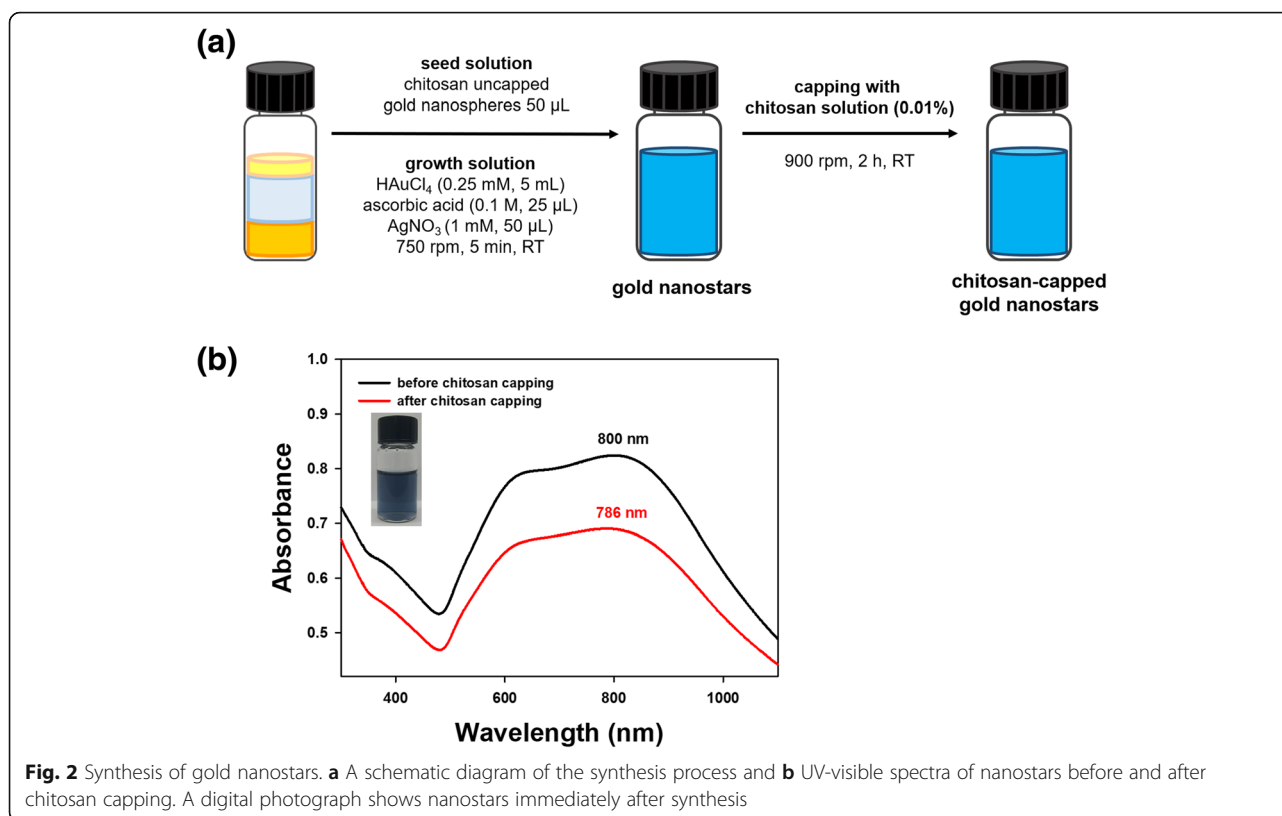 (a)
seed solution
chitosan uncapped
gold nanospheres 50 µL
growth solution
HAuCl₄ (0.25 mM, 5 mL)
ascorbic acid (0.1 M, 25 µL)
AgNO₃ (1 mM, 50 µL)
750 rpm, 5 min, RT
gold nanostars
capping with
chitosan solution (0.01%)
900 rpm, 2 h, RT
chitosan-capped
gold nanostars
(b)
1.0
0.9
0.8
0.7
0.6
0.5
Absorbance
before chitosan capping
after chitosan capping
800 nm
786 nm
400
600
800
1000
Wavelength (nm)
Fig. 2 Synthesis of gold nanostars. a A schematic diagram of the synthesis process and b UV-visible spectra of nanostars before and after
chitosan capping. A digital photograph shows nanostars immediately after synthesis